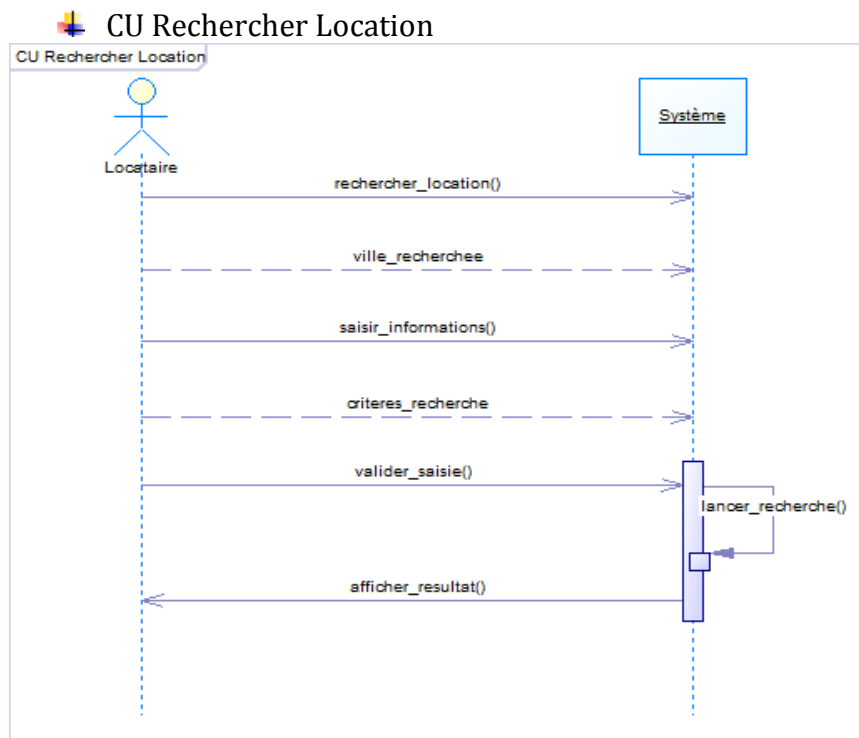 CU Rechercher Location
CU Rechercher Location
Système
Locataire
rechercher_location()
ville_recherchee
saisir_informations()
criteres_recherche
valider_saisie()
lancer_recherche()
afficher_resultat()